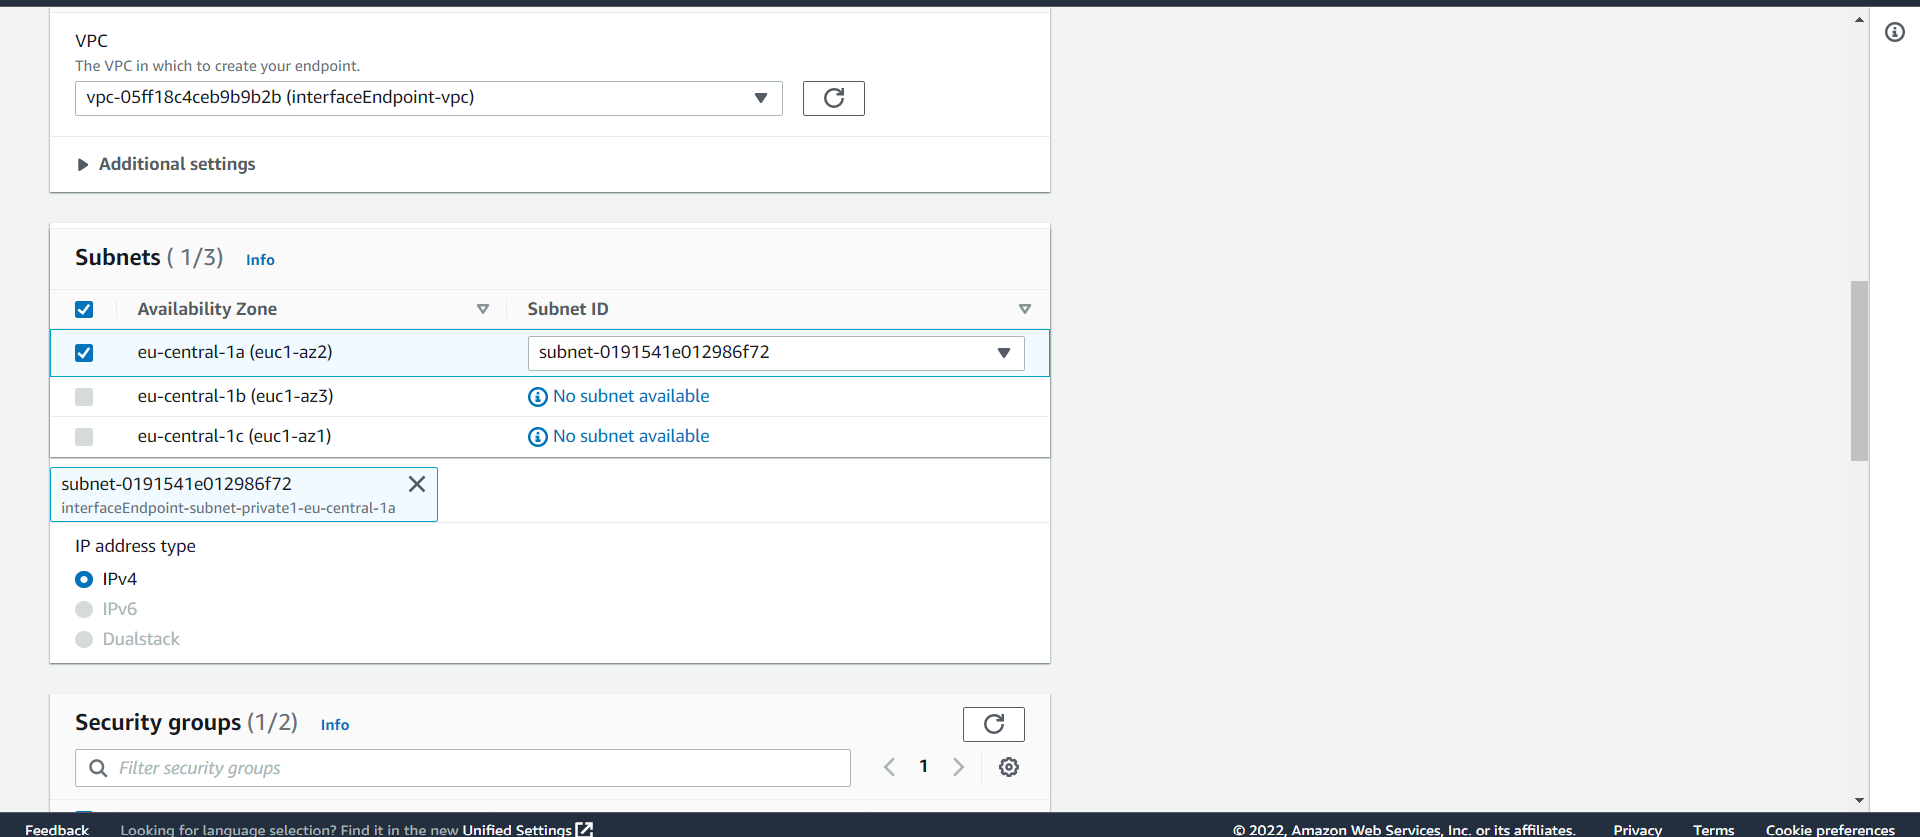 VPC
The VPC in which to create your endpoint.
vpc-05ff18c4ceb9b9b2b (interfaceEndpoint-vpc)
Additional settings
Subnets ( 1/3) Info
Availability Zone Subnet ID
eu-central-1a (euc1-az2) subnet-0191541e012986f72
eu-central-1b (euc1-az3) No subnet available
eu-central-1c (euc1-az1) No subnet available
subnet-0191541e012986f72
interfaceEndpoint-subnet-private1-eu-central-1a
IP address type
IPv4
IPv6
Dualstack
Security groups (1/2) Info
Filter security groups 1
Feedback Looking for language selection? Find it in the new Unified Settings © 2022, Amazon Web Services, Inc. or its affiliates. Privacy Terms Cookie preferences